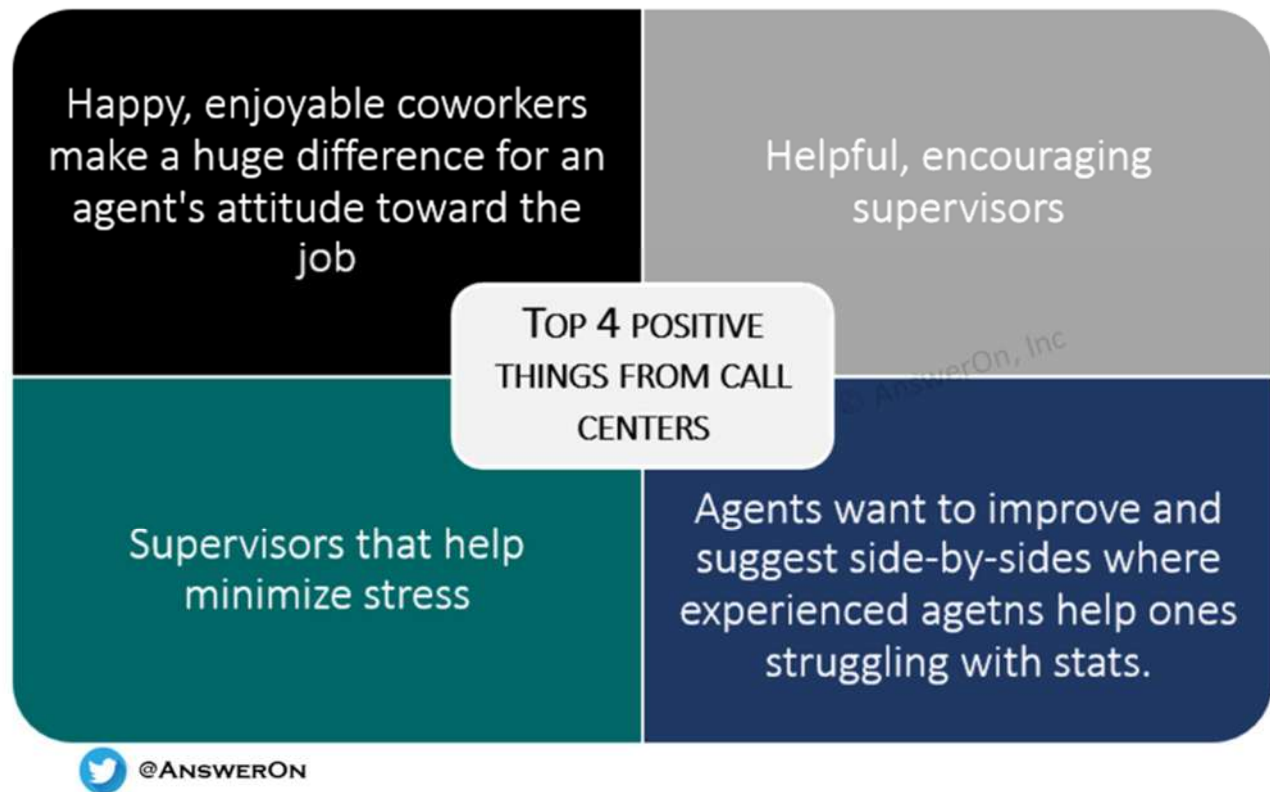 Happy, enjoyable coworkers
make a huge difference for an
agent's attitude toward the
job
Helpful, encouraging
supervisors
TOP 4 POSITIVE
THINGS FROM CALL
CENTERS
© AnswerOn, Inc
Supervisors that help
minimize stress
Agents want to improve and
suggest side-by-sides where
experienced agetns help ones
struggling with stats.
@ANSWERON